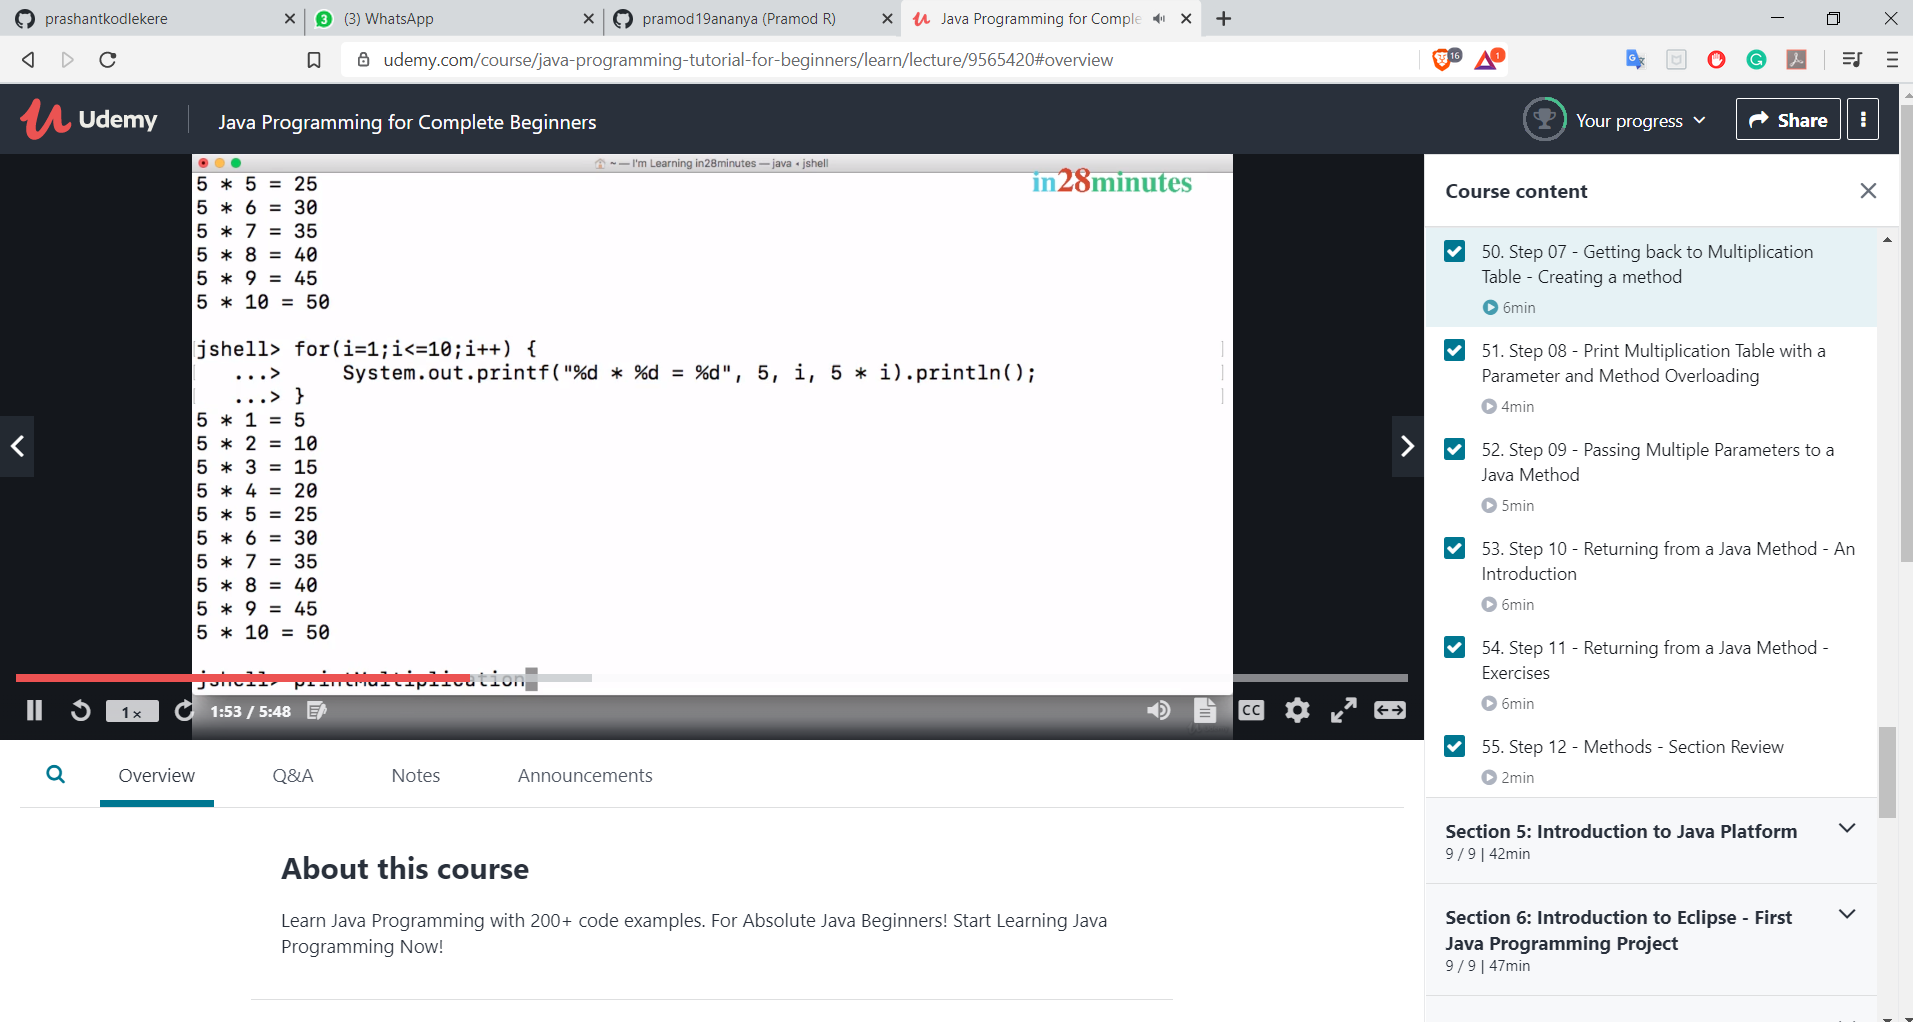 prashantkodlekere
3
(3) WhatsApp
pramod19ananya (Pramod R)
Java Programming for Comple
udemy.com/course/java-programming-tutorial-for-beginners/learn/lecture/9565420#overview
16
1
Udemy
Java Programming for Complete Beginners
Your progress
Share
~ — I'm Learning in28minutes — java • jshell
in28minutes
5 * 5 = 25
5 * 6 = 30
5 * 7 = 35
5 * 8 = 40
5 * 9 = 45
5 * 10 = 50
jshell> for(i=1;i<=10;i++) {
...> System.out.printf("%d * %d = %d", 5, i, 5 * i).println();
...> }
5 * 1 = 5
5 * 2 = 10
5 * 3 = 15
5 * 4 = 20
5 * 5 = 25
5 * 6 = 30
5 * 7 = 35
5 * 8 = 40
5 * 9 = 45
5 * 10 = 50
jshell> printMultiplication
1x
1:53 / 5:48
CC
Course content
50. Step 07 - Getting back to Multiplication
Table - Creating a method
6min
51. Step 08 - Print Multiplication Table with a
Parameter and Method Overloading
4min
52. Step 09 - Passing Multiple Parameters to a
Java Method
5min
53. Step 10 - Returning from a Java Method - An
Introduction
6min
54. Step 11 - Returning from a Java Method -
Exercises
6min
55. Step 12 - Methods - Section Review
2min
Section 5: Introduction to Java Platform
9 / 9 | 42min
Section 6: Introduction to Eclipse - First
Java Programming Project
9 / 9 | 47min
Overview
Q&A
Notes
Announcements
About this course
Learn Java Programming with 200+ code examples. For Absolute Java Beginners! Start Learning Java
Programming Now!